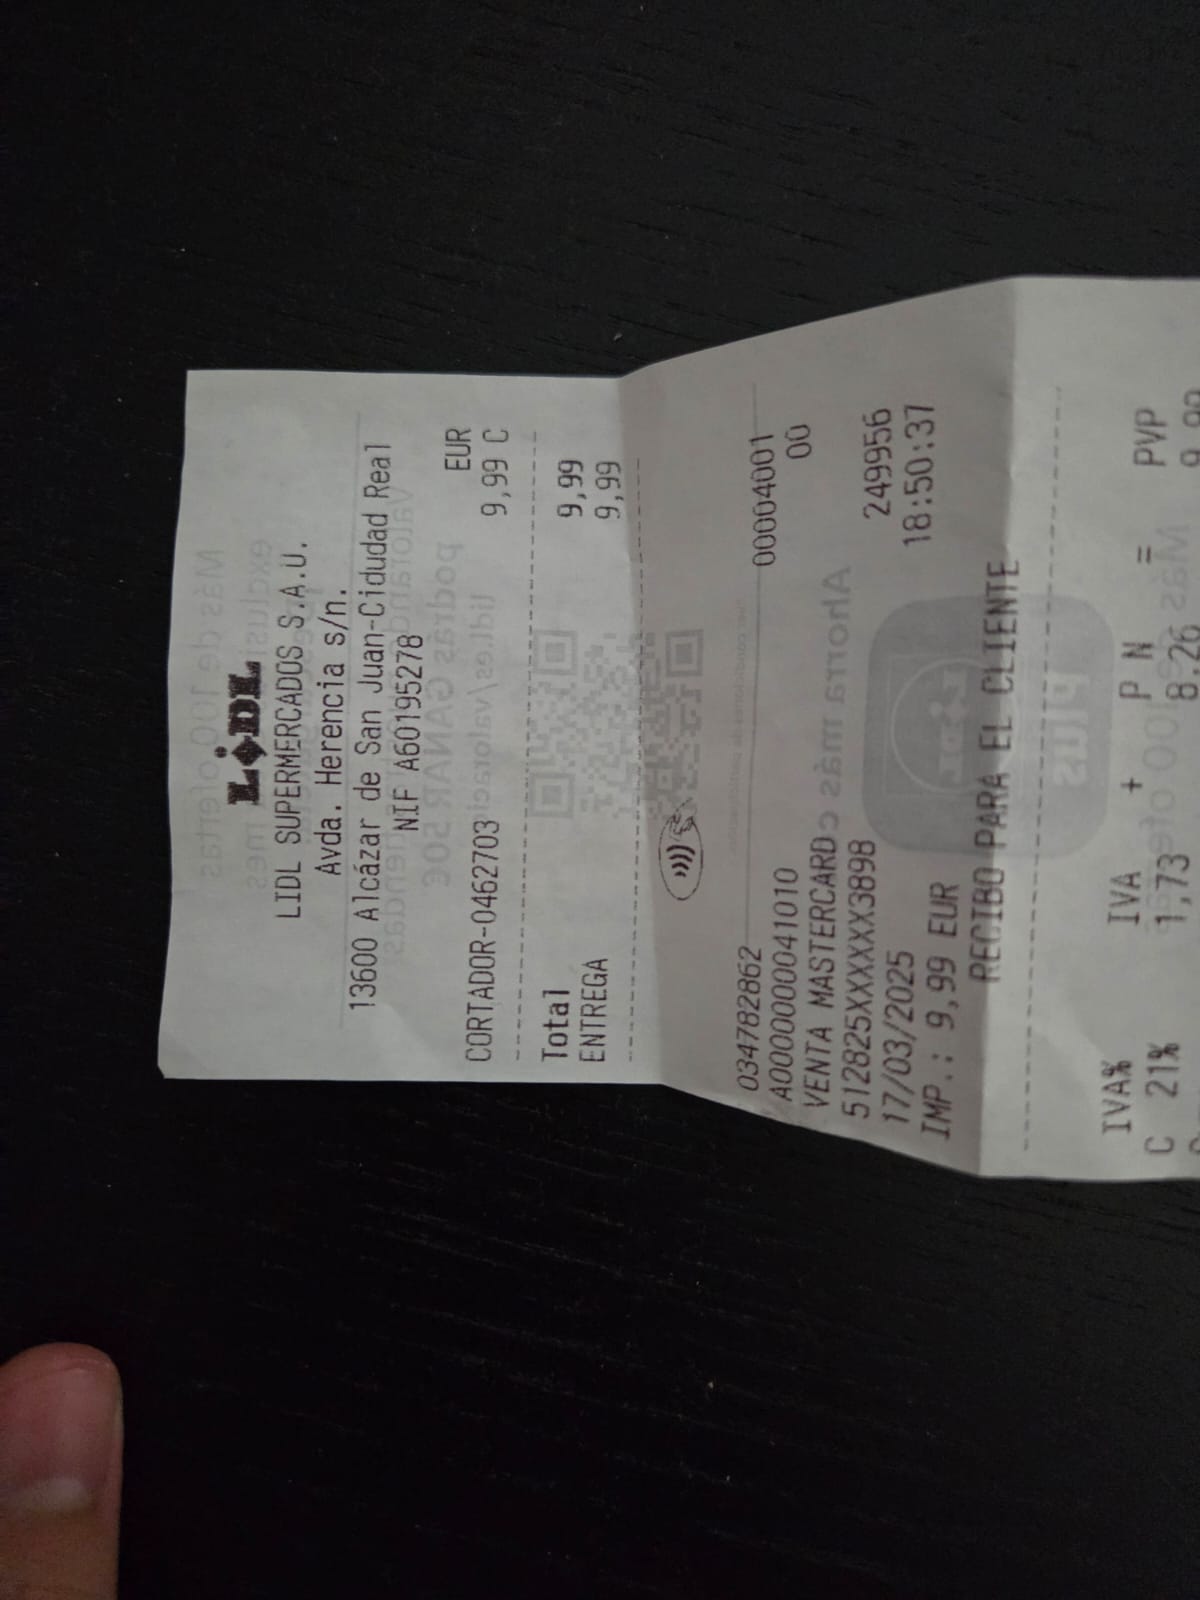 LIDL
LIDL SUPERMERCADOS S.A.U.
Avda. Herencia s/n.
13600 Alcázar de San Juan-Cidudad Real
NIF A60195278
EUR
CORTADOR-0462703 9,99 C
Total 9,99
ENTREGA 9,99
034782862 00004001
A0000000041010 00
VENTA MASTERCARD
512825XXXXXX3898 249956
17/03/2025 18:50:37
IMP.: 9,99 EUR
RECIBO PARA EL CLIENTE
IVA% IVA + P N = PVP
C 21% 1,73 8,26 9,99